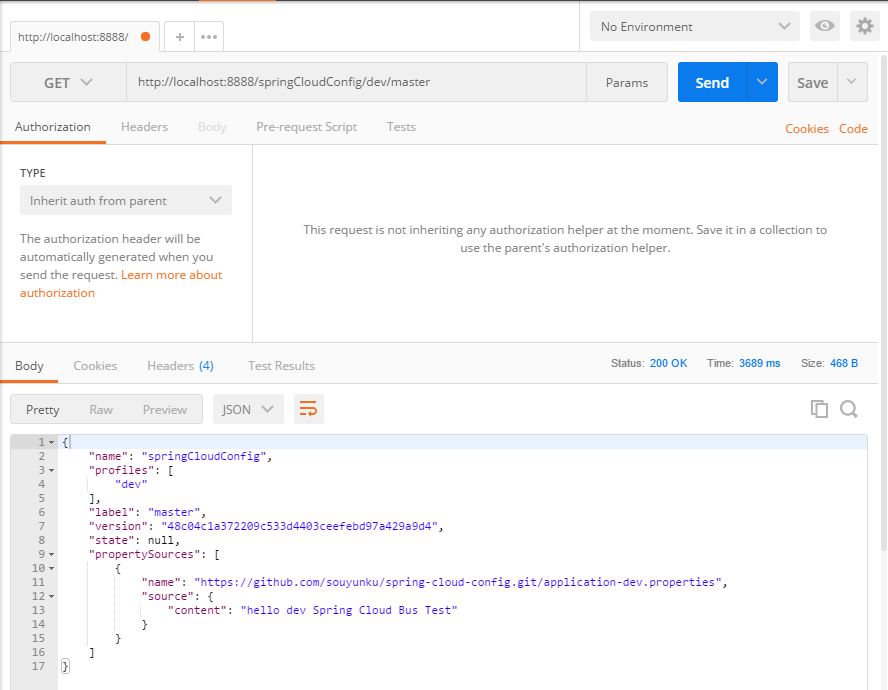 http://localhost:8888/
No Environment
GET
http://localhost:8888/springCloudConfig/dev/master
Params
Send
Save
Authorization Headers Body Pre-request Script Tests
Cookies Code
TYPE
Inherit auth from parent
The authorization header will be
automatically generated when you
send the request. Learn more about
authorization
This request is not inheriting any authorization helper at the moment. Save it in a collection to
use the parent's authorization helper.
Body Cookies Headers (4) Test Results
Status: 200 OK Time: 3689 ms Size: 468 B
Pretty Raw Preview JSON
1 {
2 "name": "springCloudConfig",
3 "profiles": [
4 "dev"
5 ],
6 "label": "master",
7 "version": "48c04c1a372209c533d4403ceefebd97a429a9d4",
8 "state": null,
9 "propertySources": [
10 {
11 "name": "https://github.com/souyunku/spring-cloud-config.git/application-dev.properties",
12 "source": {
13 "content": "hello dev Spring Cloud Bus Test"
14 }
15 }
16 ]
17 }